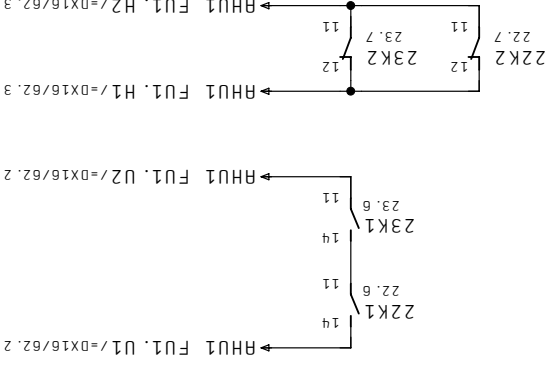 AHU1 FU1.U1/=DX16/62.2
22K1
14
22.6
11
23K1
14
23.6
11
AHU1 FU1.U2/=DX16/62.2
AHU1 FU1.H1/=DX16/62.3
22K2
12
22.7
11
23K2
12
23.7
11
AHU1 FU1.H2/=DX16/62.3